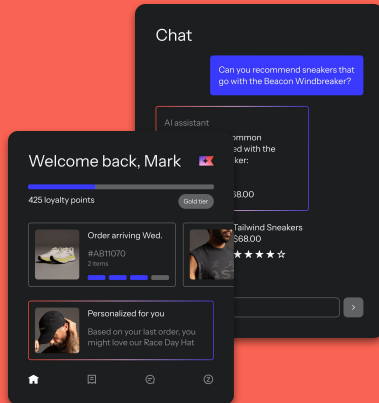 Chat
Can you recommend sneakers that
go with the Beacon Windbreaker?
AI assistant
ed with the
68.00
Tailwind Sneakers
$68.00
Welcome back, Mark
425 loyalty points
Gold tier
Order arriving Wed.
#AB11070
2 items
Personalized for you
Based on your last order, you
might love our Race Day Hat